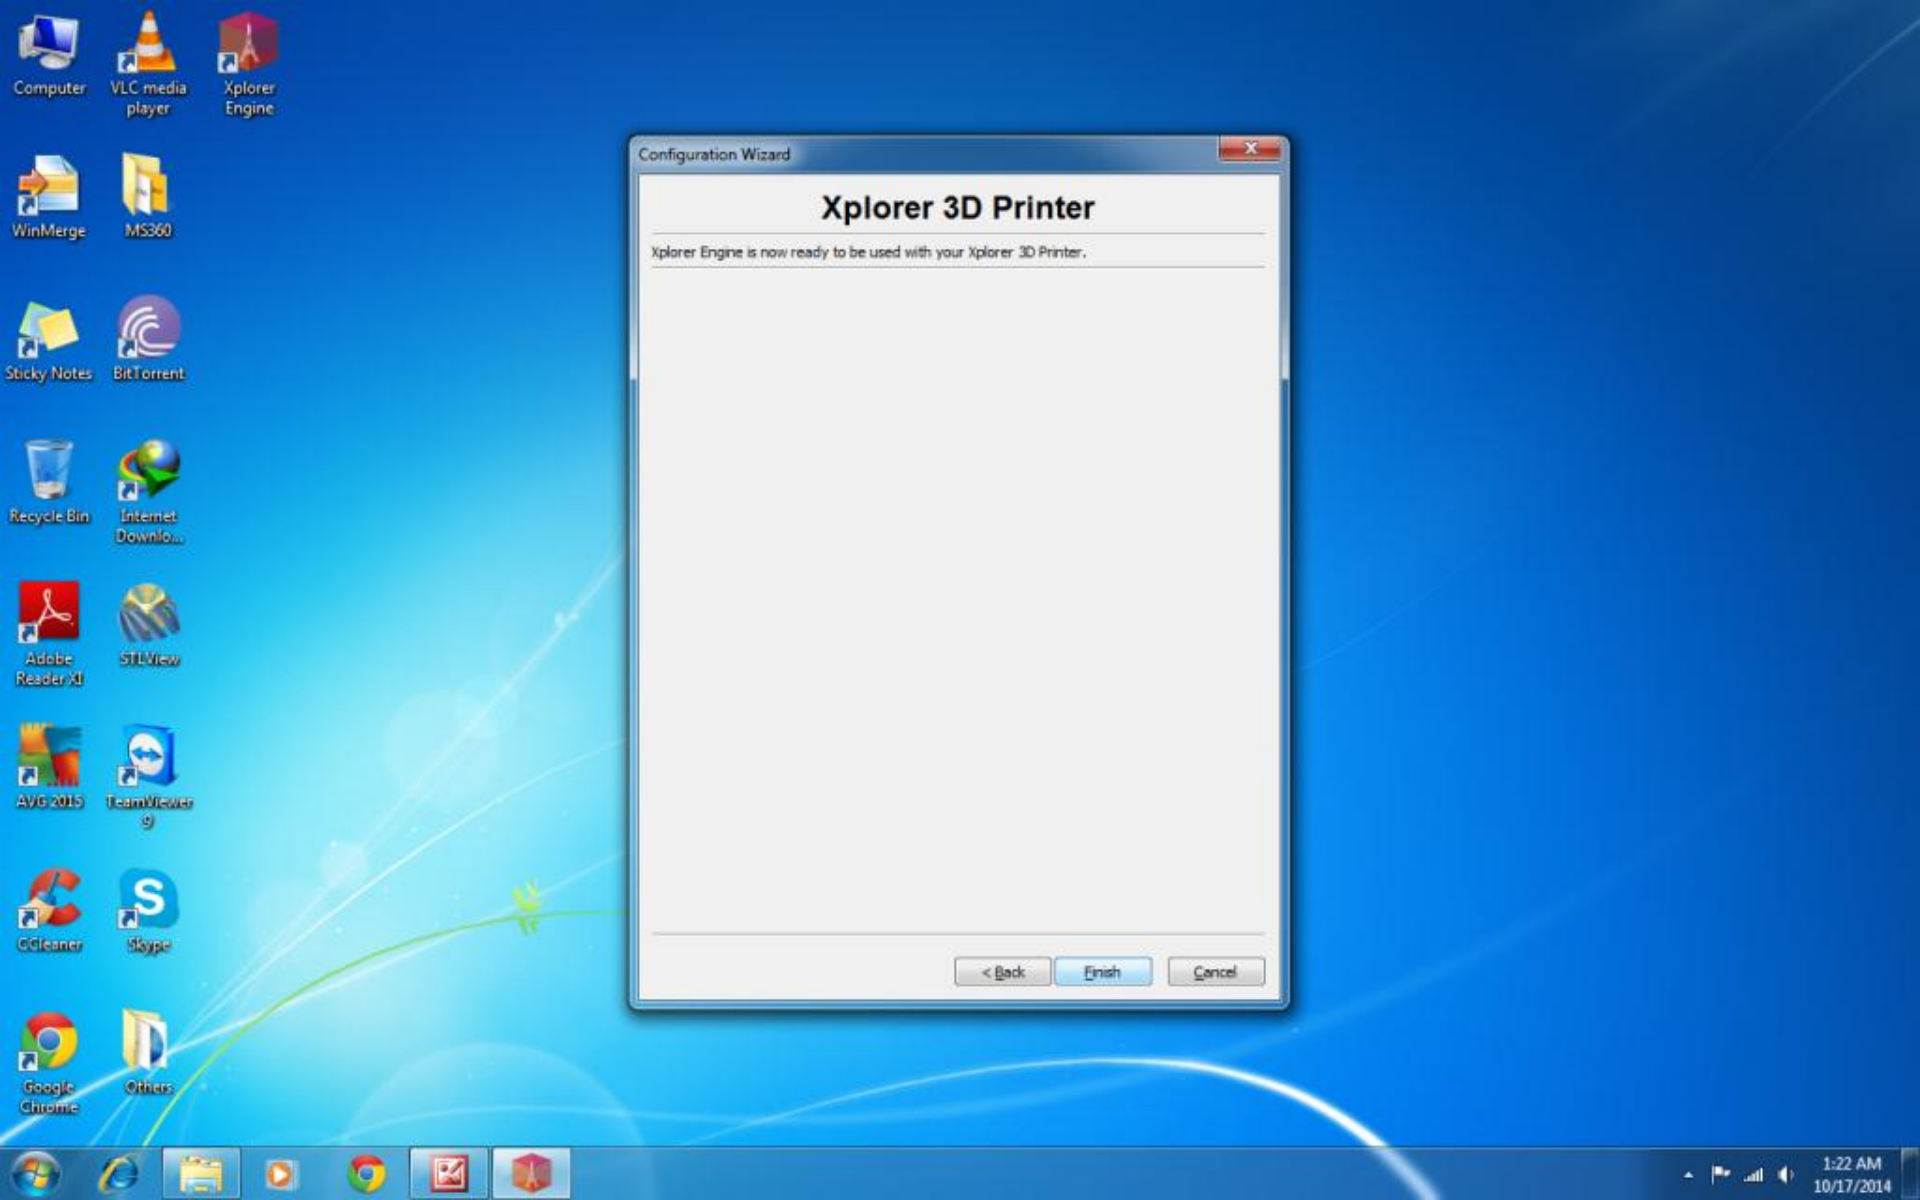 Computer
VLC media
player
Xplorer
Engine
WinMerge
MS360
Sticky Notes
BitTorrent
Recycle Bin
Internet
Downlo...
Adobe
Reader XI
STLView
AVG 2015
TeamViewer
9
CCleaner
Skype
Google
Chrome
Others
Configuration Wizard
Xplorer 3D Printer
Xplorer Engine is now ready to be used with your Xplorer 3D Printer.
< Back
Finish
Cancel
1:22 AM
10/17/2014